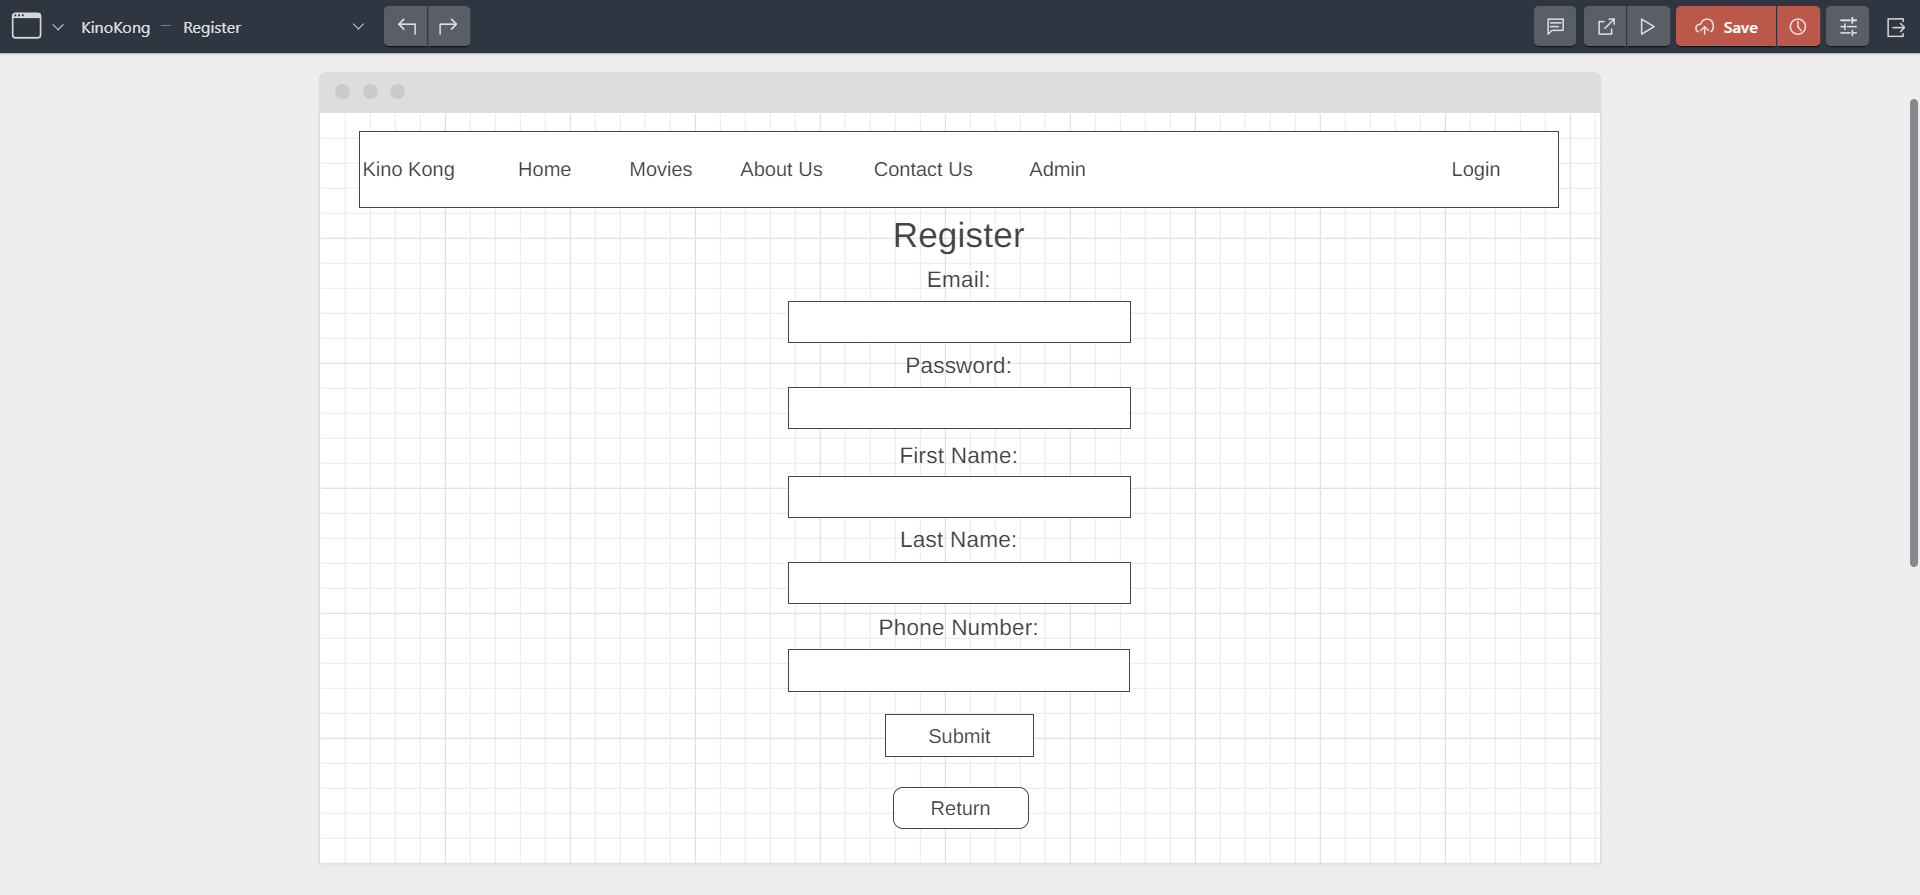 KinoKong – Register
Save
Kino Kong Home Movies About Us Contact Us Admin Login
Register
Email:
Password:
First Name:
Last Name:
Phone Number:
Submit
Return